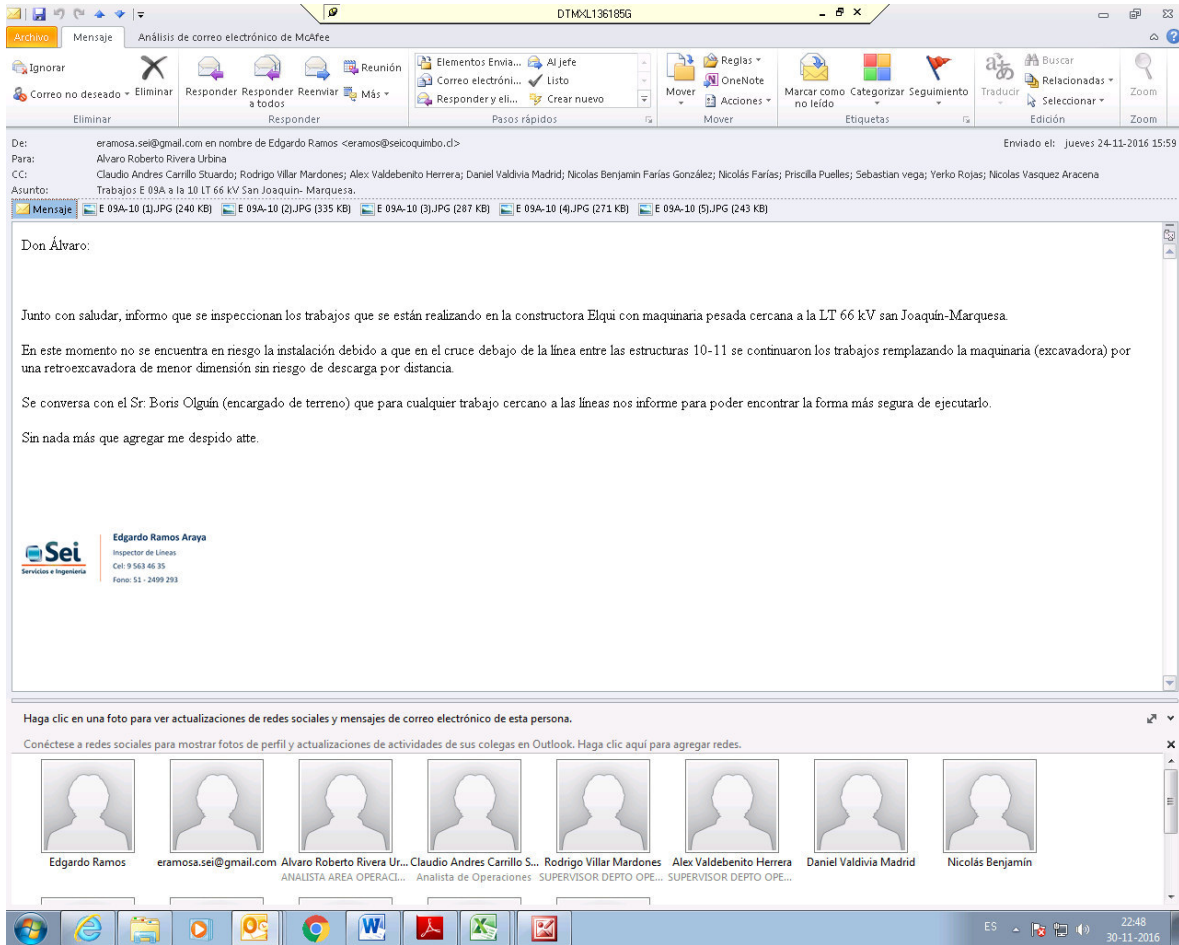 DTMXL136185G
Archivo Mensaje Análisis de correo electrónico de McAfee
Ignorar
Correo no deseado
Eliminar
Eliminar
Responder
Responder a todos
Reenviar
Reunión
Más
Responder
Elementos Envia...
Correo electróni...
Responder y eli...
Al jefe
Listo
Crear nuevo
Pasos rápidos
Mover
Reglas
OneNote
Acciones
Mover
Marcar como no leído
Categorizar
Seguimiento
Etiquetas
Traducir
Buscar
Relacionadas
Seleccionar
Edición
Zoom
Zoom
De: eramosa.sei@gmail.com en nombre de Edgardo Ramos <eramos@seicoquimbo.cl> Enviado el: jueves 24-11-2016 15:59
Para: Alvaro Roberto Rivera Urbina
CC: Claudio Andres Carrillo Stuardo; Rodrigo Villar Mardones; Alex Valdebenito Herrera; Daniel Valdivia Madrid; Nicolas Benjamin Farías González; Nicolás Farías; Priscilla Puelles; Sebastian vega; Yerko Rojas; Nicolas Vasquez Aracena
Asunto: Trabajos E 09A a la 10 LT 66 kV San Joaquin- Marquesa.
Mensaje E 09A-10 (1).JPG (240 KB) E 09A-10 (2).JPG (335 KB) E 09A-10 (3).JPG (287 KB) E 09A-10 (4).JPG (271 KB) E 09A-10 (5).JPG (243 KB)
Don Álvaro:
Junto con saludar, informo que se inspeccionan los trabajos que se están realizando en la constructora Elqui con maquinaria pesada cercana a la LT 66 kV san Joaquín-Marquesa.
En este momento no se encuentra en riesgo la instalación debido a que en el cruce debajo de la línea entre las estructuras 10-11 se continuaron los trabajos remplazando la maquinaria (excavadora) por
una retroexcavadora de menor dimensión sin riesgo de descarga por distancia.
Se conversa con el Sr: Boris Olguín (encargado de terreno) que para cualquier trabajo cercano a las líneas nos informe para poder encontrar la forma más segura de ejecutarlo.
Sin nada más que agregar me despido atte.
Sei
Servicios e Ingeniería
Edgardo Ramos Araya
Inspector de Líneas
Cel: 9 563 46 35
Fono: 51 - 2499 293
Haga clic en una foto para ver actualizaciones de redes sociales y mensajes de correo electrónico de esta persona.
Conéctese a redes sociales para mostrar fotos de perfil y actualizaciones de actividades de sus colegas en Outlook. Haga clic aquí para agregar redes.
Edgardo Ramos
eramosa.sei@gmail.com
Alvaro Roberto Rivera Ur...
ANALISTA AREA OPERACI...
Claudio Andres Carrillo S...
Analista de Operaciones
Rodrigo Villar Mardones
SUPERVISOR DEPTO OPE...
Alex Valdebenito Herrera
SUPERVISOR DEPTO OPE...
Daniel Valdivia Madrid
Nicolás Benjamín
ES
22:48
30-11-2016